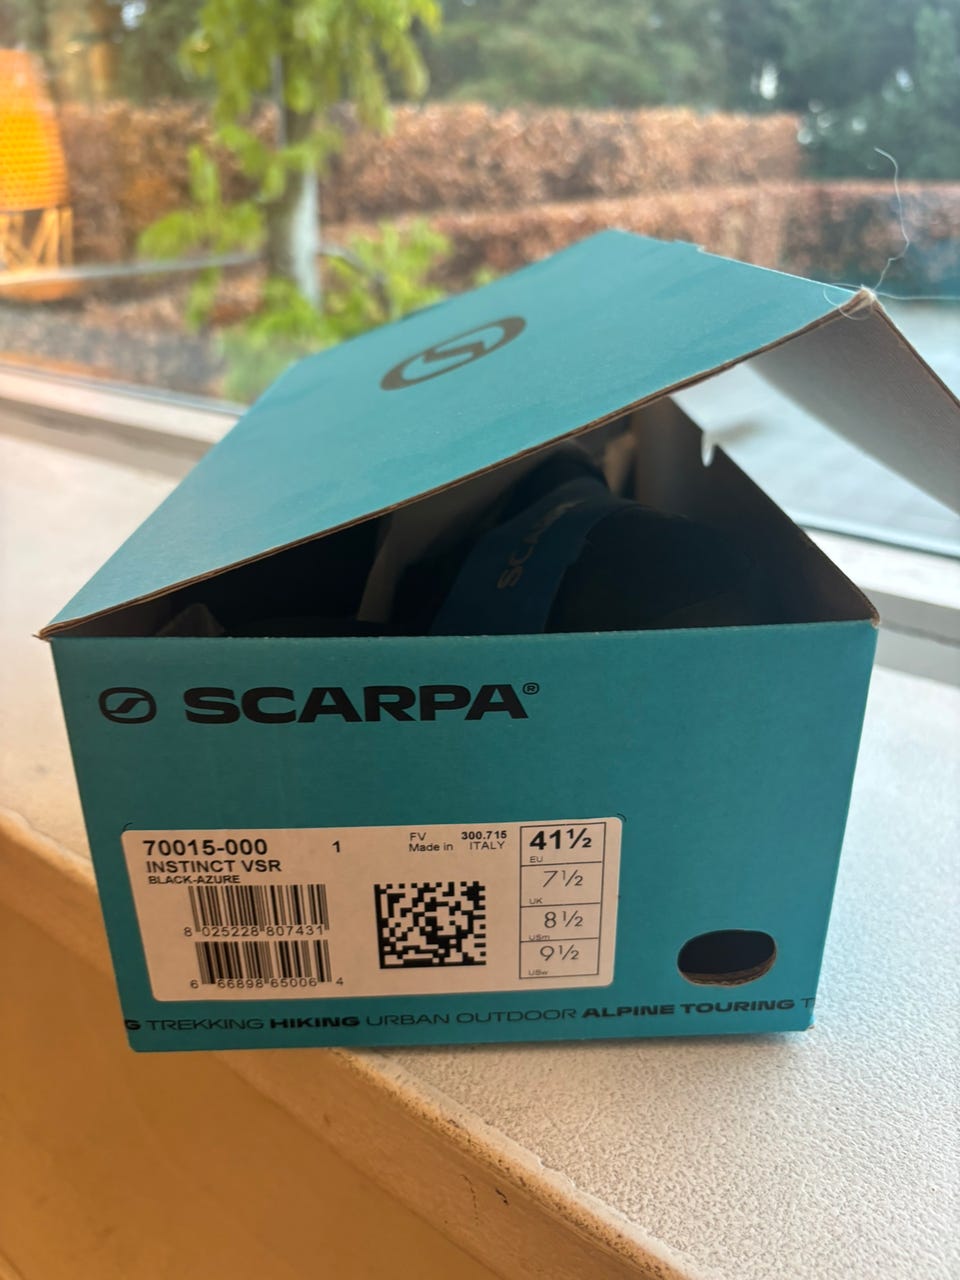 SCARPA
SCARPA®
70015-000 1
INSTINCT VSR
BLACK-AZURE
FV 300.715
Made in ITALY
8 025228 807431
6 66898 65006 4
41½
EU
7½
UK
8½
USm
9½
USw
G TREKKING HIKING URBAN OUTDOOR ALPINE TOURING T